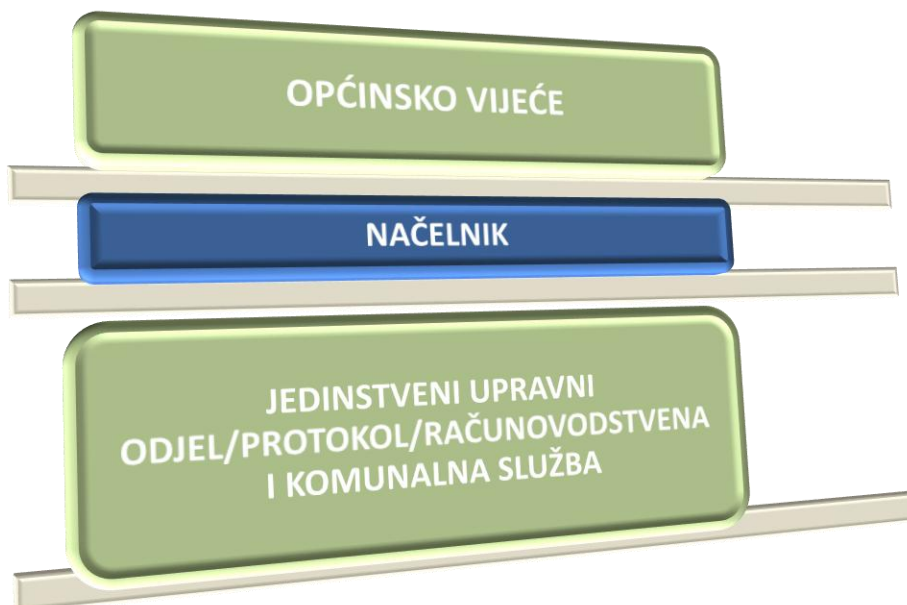 OPĆINSKO VIJEĆE
NAČELNIK
JEDINSTVENI UPRAVNI
ODJEL/PROTOKOL/RAČUNOVODSTVENA
I KOMUNALNA SLUŽBA